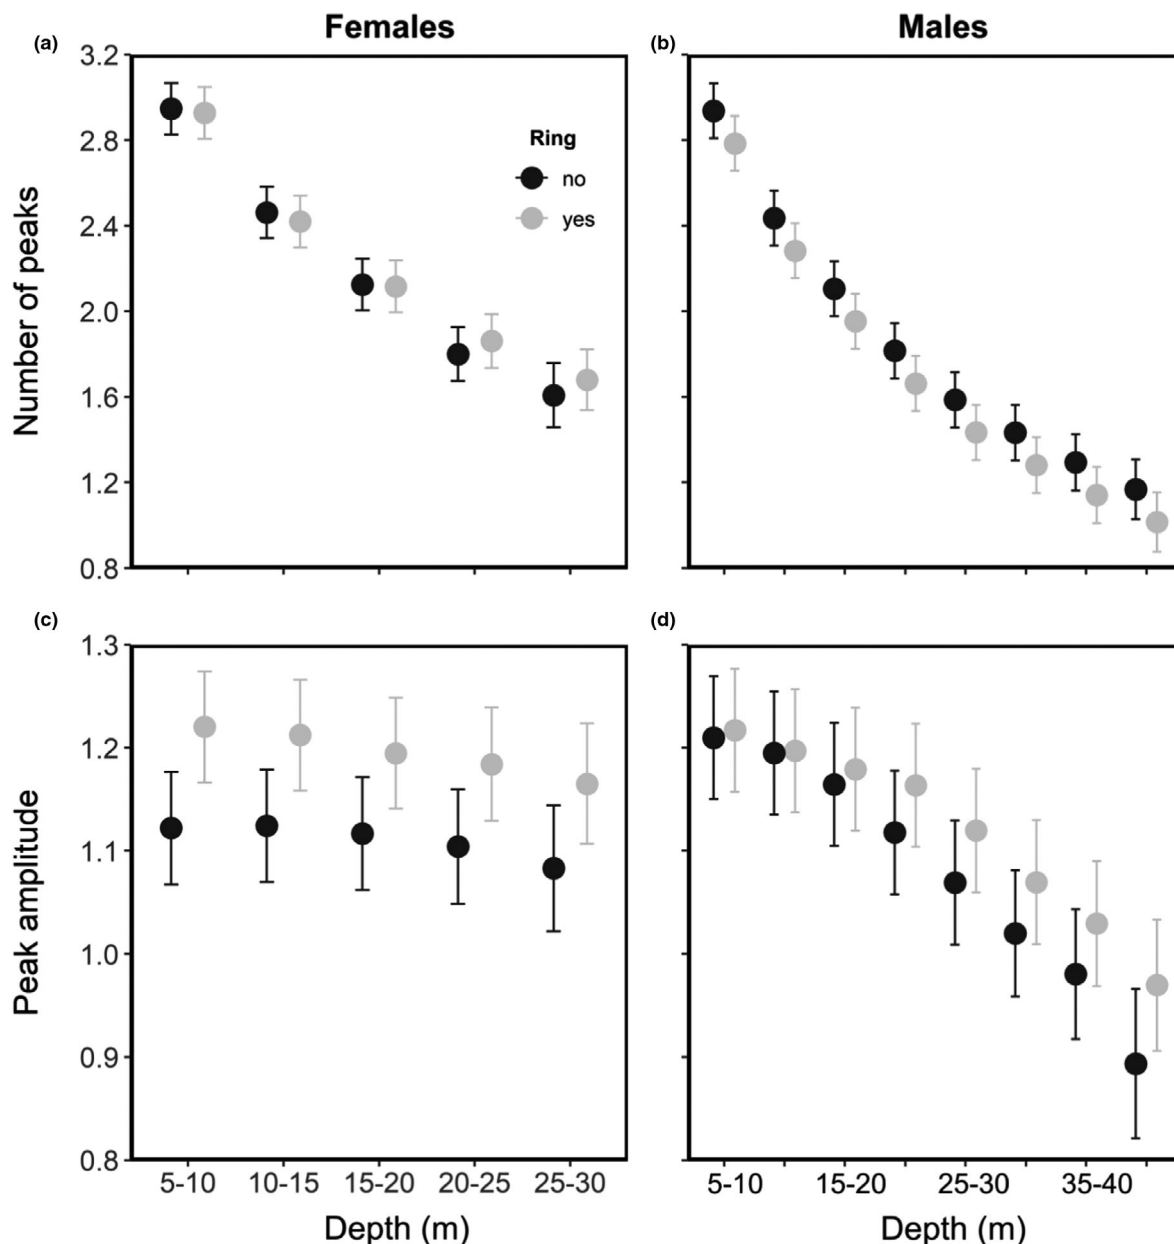 Females
Males
(a)
(b)
3.2
2.8
2.4
2.0
1.6
1.2
0.8
Number of peaks
Ring
no
yes
(c)
(d)
1.3
1.2
1.1
1.0
0.9
0.8
Peak amplitude
5-10
10-15
15-20
20-25
25-30
5-10
15-20
25-30
35-40
Depth (m)
Depth (m)